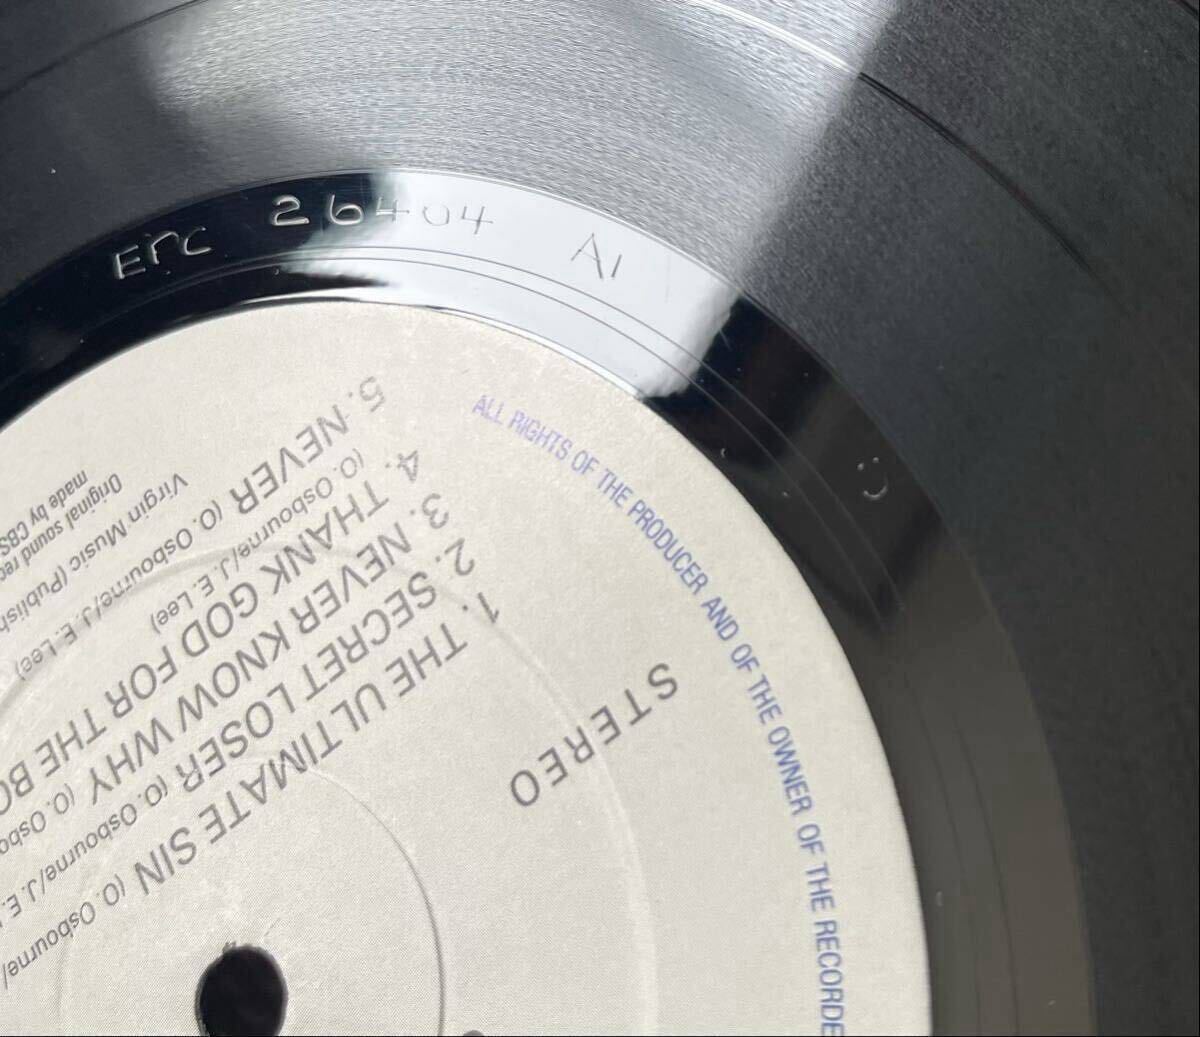 EPC 26404 A1
ALL RIGHTS OF THE PRODUCER AND OF THE OWNER OF THE RECORDE
STEREO
1. THE ULTIMATE SIN (O. Osbourne/
2. SECRET LOSER (O. Osbourne/J. E.
3. NEVER KNOW WHY (O. Osbo
4. THANK GOD FOR THE BO
(O. Osbourne/J. E. Lee)
5. NEVER (O. Osbourne/J. E. Lee)
Virgin Music (Publish
Original sound rec
made by CBS